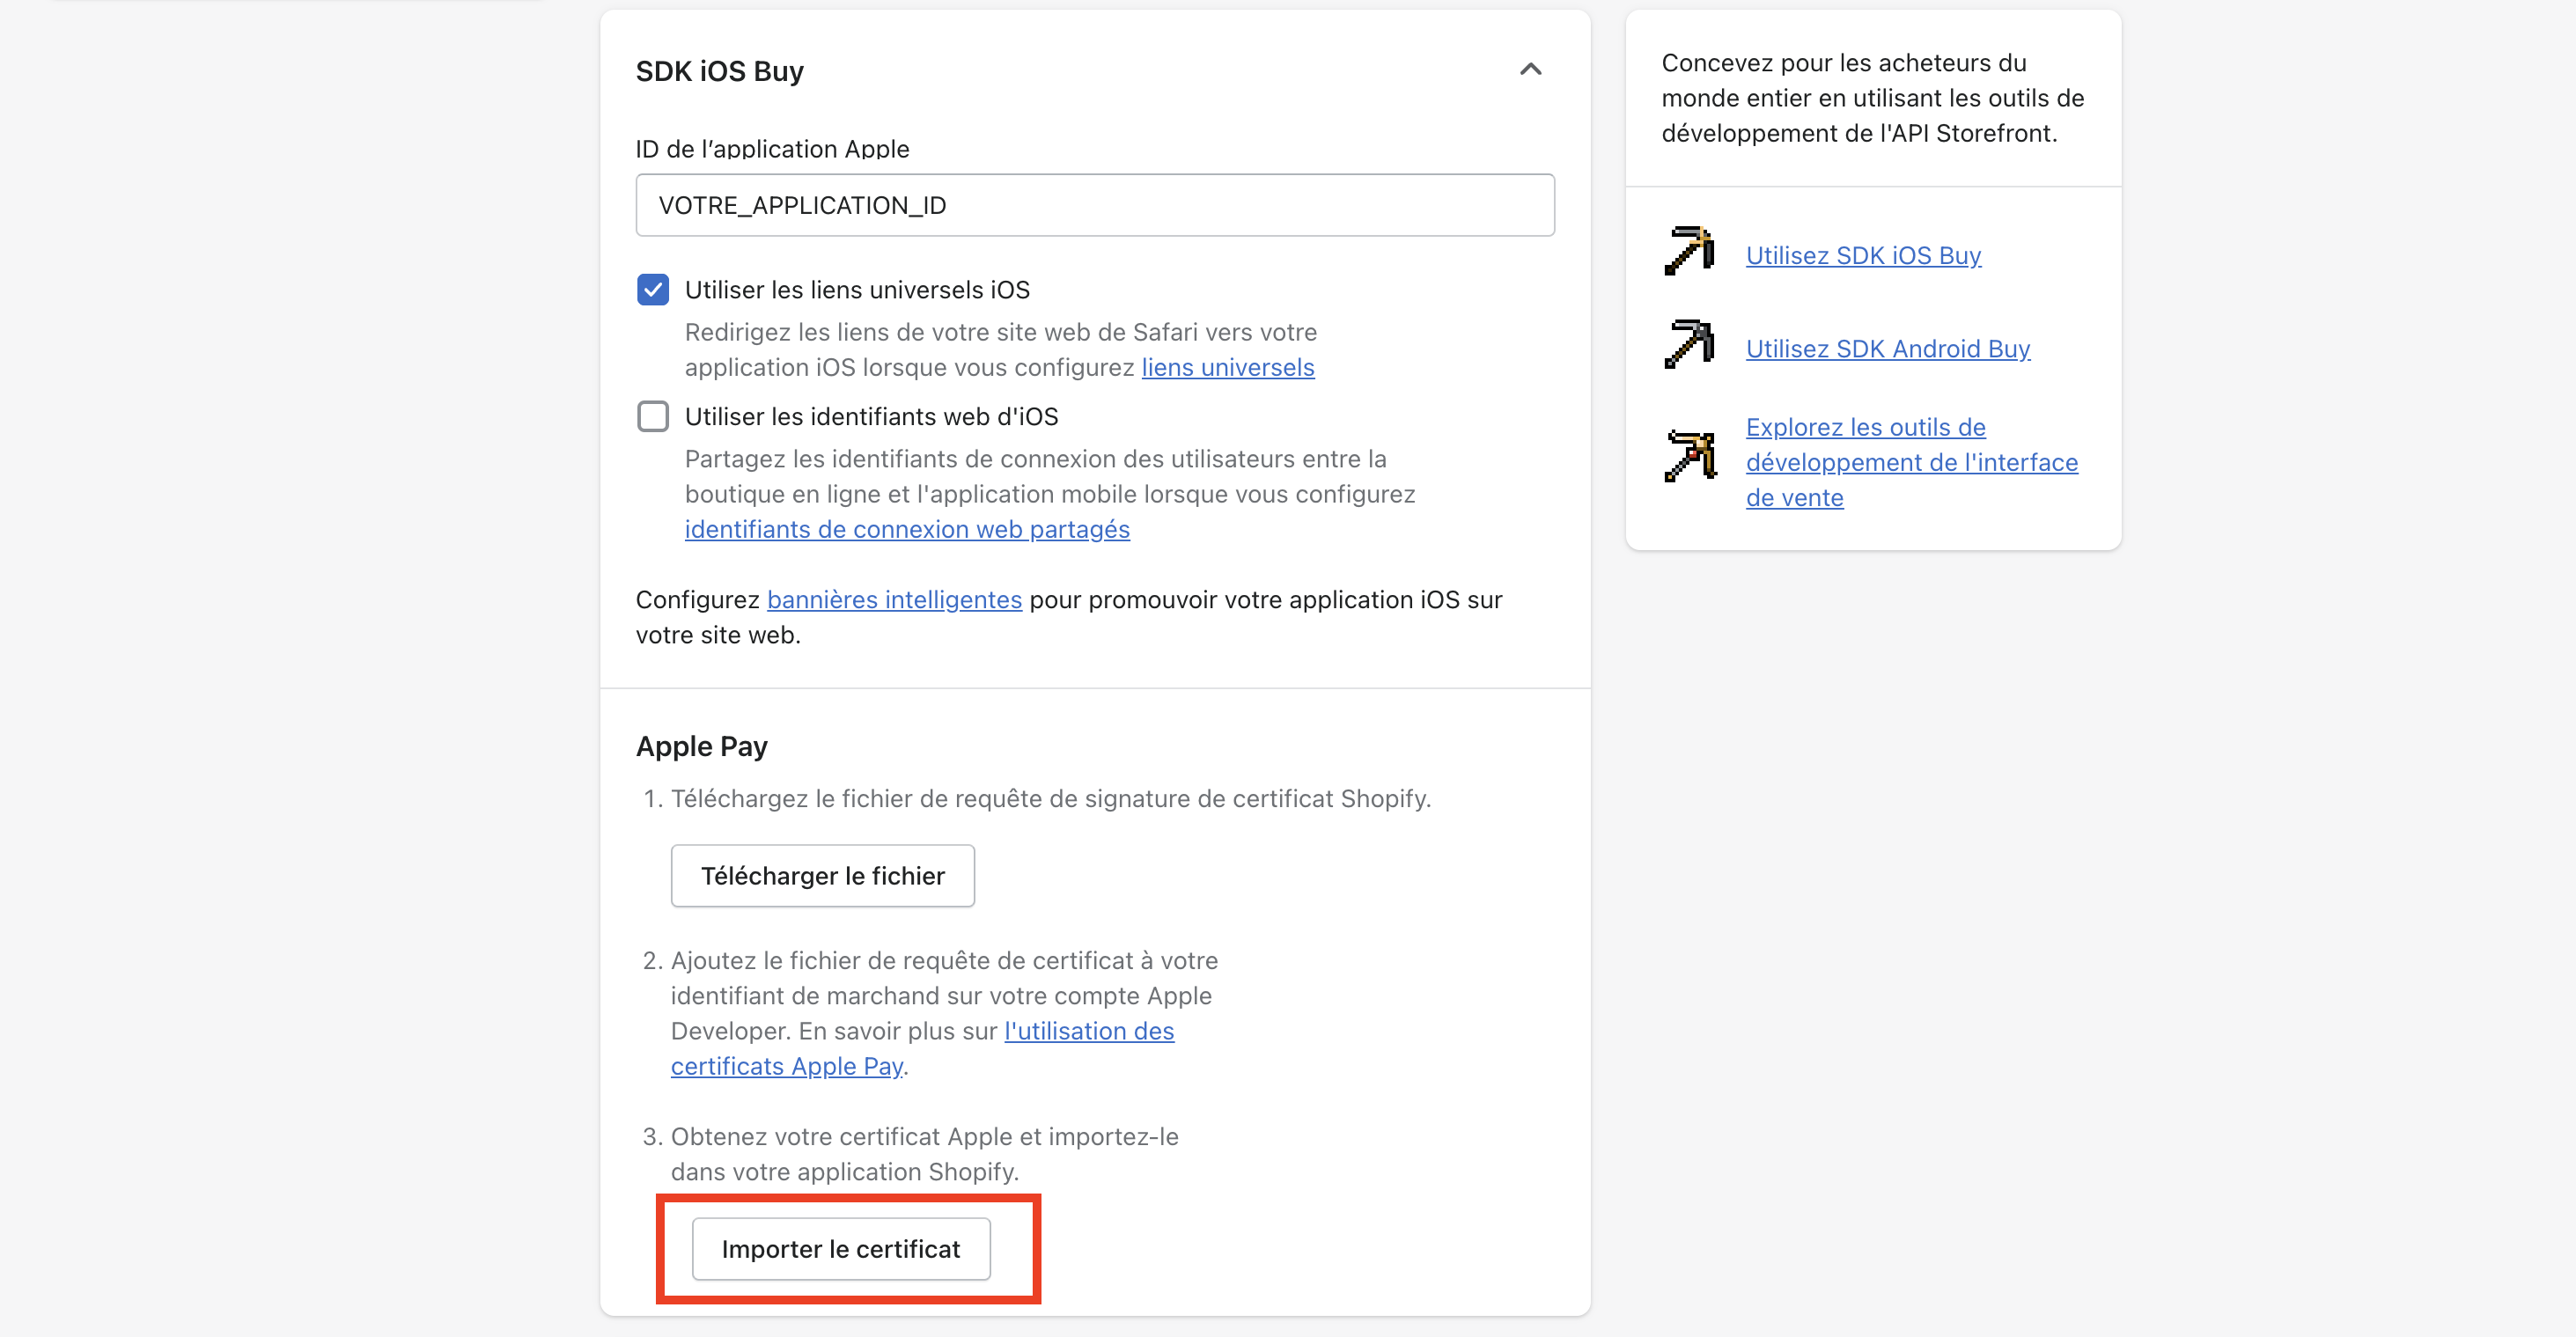 SDK iOS Buy
ID de l’application Apple
VOTRE_APPLICATION_ID
Utiliser les liens universels iOS
Redirigez les liens de votre site web de Safari vers votre
application iOS lorsque vous configurez liens universels
Utiliser les identifiants web d'iOS
Partagez les identifiants de connexion des utilisateurs entre la
boutique en ligne et l'application mobile lorsque vous configurez
identifiants de connexion web partagés
Configurez bannières intelligentes pour promouvoir votre application iOS sur
votre site web.
Apple Pay
1. Téléchargez le fichier de requête de signature de certificat Shopify.
Télécharger le fichier
2. Ajoutez le fichier de requête de certificat à votre
identifiant de marchand sur votre compte Apple
Developer. En savoir plus sur l'utilisation des
certificats Apple Pay.
3. Obtenez votre certificat Apple et importez-le
dans votre application Shopify.
Importer le certificat
Concevez pour les acheteurs du
monde entier en utilisant les outils de
développement de l'API Storefront.
Utilisez SDK iOS Buy
Utilisez SDK Android Buy
Explorez les outils de
développement de l'interface
de vente